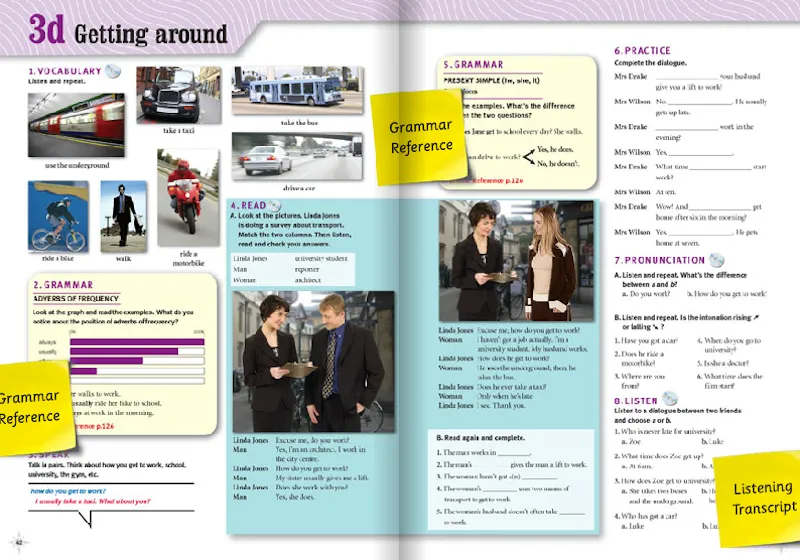 3d Getting around
1. VOCABULARY
Listen and repeat.
use the underground
take a taxi
take the bus
drive a car
ride a bike
walk
ride a
motorbike
2. GRAMMAR
ADVERBS OF FREQUENCY
Look at the graph and read the examples. What do you
notice about the position of adverbs of frequency?
0%
100%
always
usually
walks to work.
usually ride her bike to school.
at work in the morning.
p.126
Grammar
Reference
3. SPEAK
Talk in pairs. Think about how you get to work, school,
university, the gym, etc.
How do you get to work?
I usually take a taxi. What about you?
42
4. READ
A. Look at the pictures. Linda Jones
is doing a survey about transport.
Match the two columns. Then listen,
read and check your answers.
Linda Jones university student
Man reporter
Woman architect
Linda Jones Excuse me, do you work?
Man Yes, I'm an architect. I work in
the city centre.
Linda Jones How do you get to work?
Man My sister usually gives me a lift.
Linda Jones Does she work with you?
Man Yes, she does.
Linda Jones Excuse me, how do you get to work?
Woman I haven't got a job actually. I'm a
university student. My husband works.
Linda Jones How does he get to work?
Woman He uses the underground, then he
takes the bus.
Linda Jones Does he ever take a taxi?
Woman Only when he's late.
Linda Jones I see. Thank you.
B. Read again and complete.
1. The man works in ________.
2. The man's ________ gives the man a lift to work.
3. The woman hasn't got a(n) ________.
4. The woman's ________ uses two means of
transport to get to work.
5. The woman's husband doesn't often take ________
to work.
5. GRAMMAR
PRESENT SIMPLE (he, she, it)
the examples. What's the difference
the two questions?
does Jane get to school every day? She walks.
drive to work?
Yes, he does.
No, he doesn't.
Reference p.126
Grammar
Reference
6. PRACTICE
Complete the dialogue.
Mrs Drake ________ your husband
give you a lift to work?
Mrs Wilson No, ________. He usually
gets up late.
Mrs Drake ________ work in the
evening?
Mrs Wilson Yes, ________.
Mrs Drake What time ________ start
work?
Mrs Wilson At ten.
Mrs Drake Wow! And ________ get
home after six in the morning?
Mrs Wilson Yes, ________. He gets
home at seven.
7. PRONUNCIATION
A. Listen and repeat. What's the difference
between a and b?
a. Do you work? b. How do you get to work?
B. Listen and repeat. Is the intonation rising ↗
or falling ↘ ?
1. Have you got a car?
2. Does he ride a
motorbike?
3. Where are you
from?
4. When do you go to
university?
5. Is she a doctor?
6. What time does the
film start?
8. LISTEN
Listen to a dialogue between two friends
and choose a or b.
1. Who is never late for university?
a. Zoe b. Luke
2. What time does Zoe get up?
a. At 6am.
3. How does Zoe get to university?
a. She takes two buses
and the underground.
4. Who has got a car?
a. Luke
Listening
Transcript